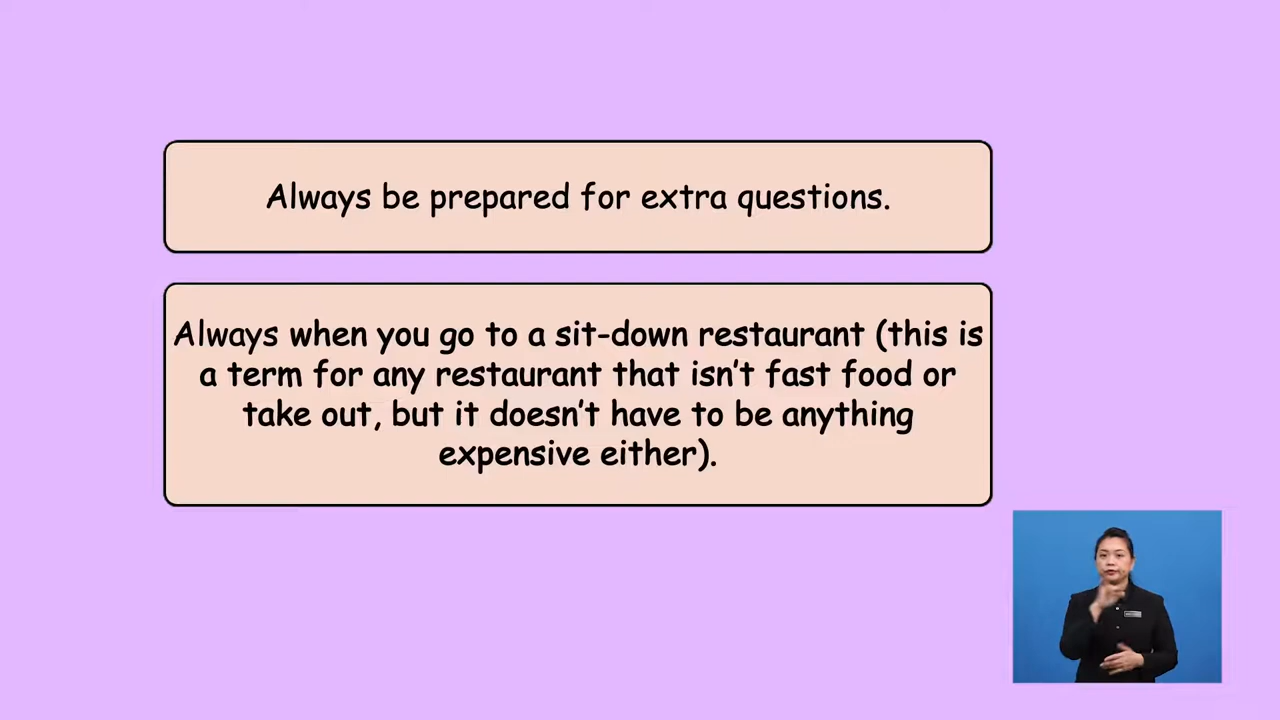 Always be prepared for extra questions.
Always when you go to a sit-down restaurant (this is
a term for any restaurant that isn’t fast food or
take out, but it doesn’t have to be anything
expensive either).